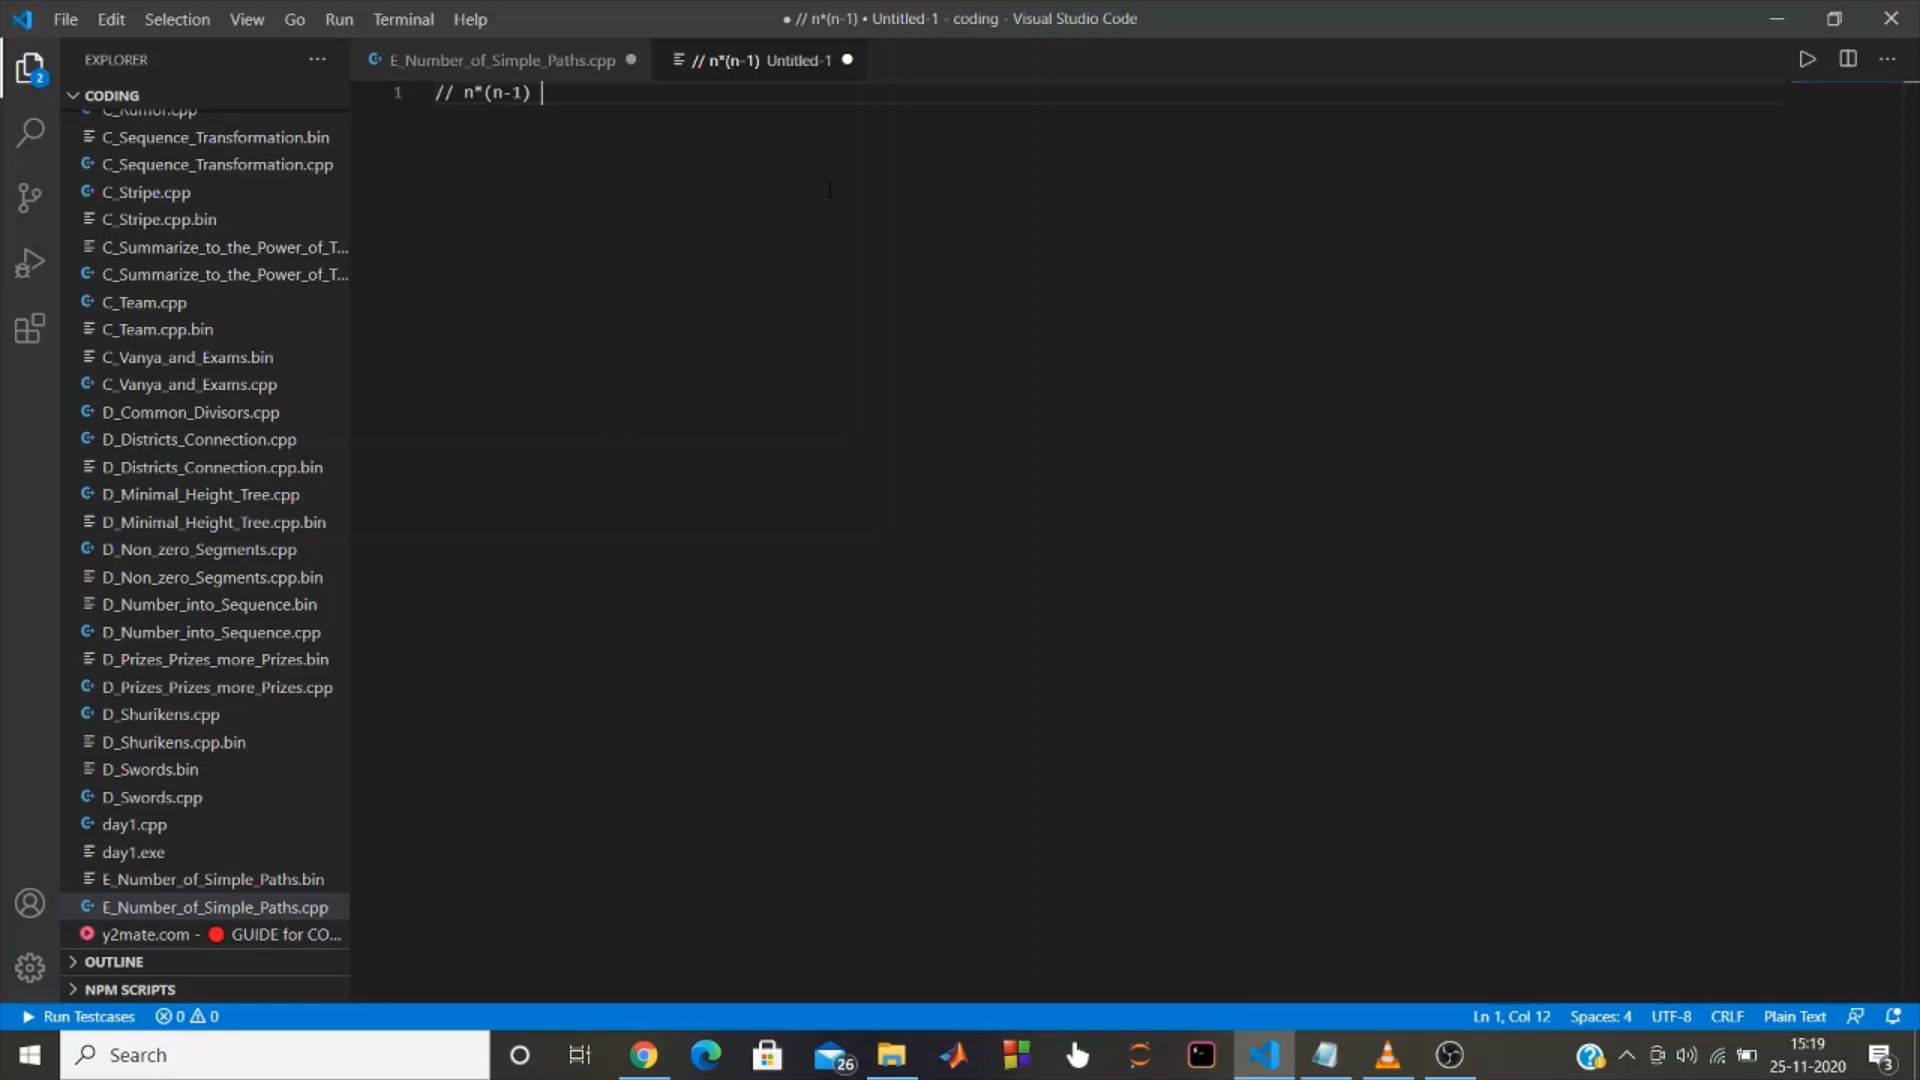 File Edit Selection View Go Run Terminal Help
● // n*(n-1) • Untitled-1 - coding - Visual Studio Code
EXPLORER
E_Number_of_Simple_Paths.cpp
// n*(n-1) Untitled-1
2
CODING
1 // n*(n-1)
C_Rumor.cpp
C_Sequence_Transformation.bin
C_Sequence_Transformation.cpp
C_Stripe.cpp
C_Stripe.cpp.bin
C_Summarize_to_the_Power_of_T...
C_Summarize_to_the_Power_of_T...
C_Team.cpp
C_Team.cpp.bin
C_Vanya_and_Exams.bin
C_Vanya_and_Exams.cpp
D_Common_Divisors.cpp
D_Districts_Connection.cpp
D_Districts_Connection.cpp.bin
D_Minimal_Height_Tree.cpp
D_Minimal_Height_Tree.cpp.bin
D_Non_zero_Segments.cpp
D_Non_zero_Segments.cpp.bin
D_Number_into_Sequence.bin
D_Number_into_Sequence.cpp
D_Prizes_Prizes_more_Prizes.bin
D_Prizes_Prizes_more_Prizes.cpp
D_Shurikens.cpp
D_Shurikens.cpp.bin
D_Swords.bin
D_Swords.cpp
day1.cpp
day1.exe
E_Number_of_Simple_Paths.bin
E_Number_of_Simple_Paths.cpp
y2mate.com - 🔴 GUIDE for CO...
OUTLINE
NPM SCRIPTS
Run Testcases 0 0
Ln 1, Col 12 Spaces: 4 UTF-8 CRLF Plain Text
Search
26
15:19
25-11-2020
3